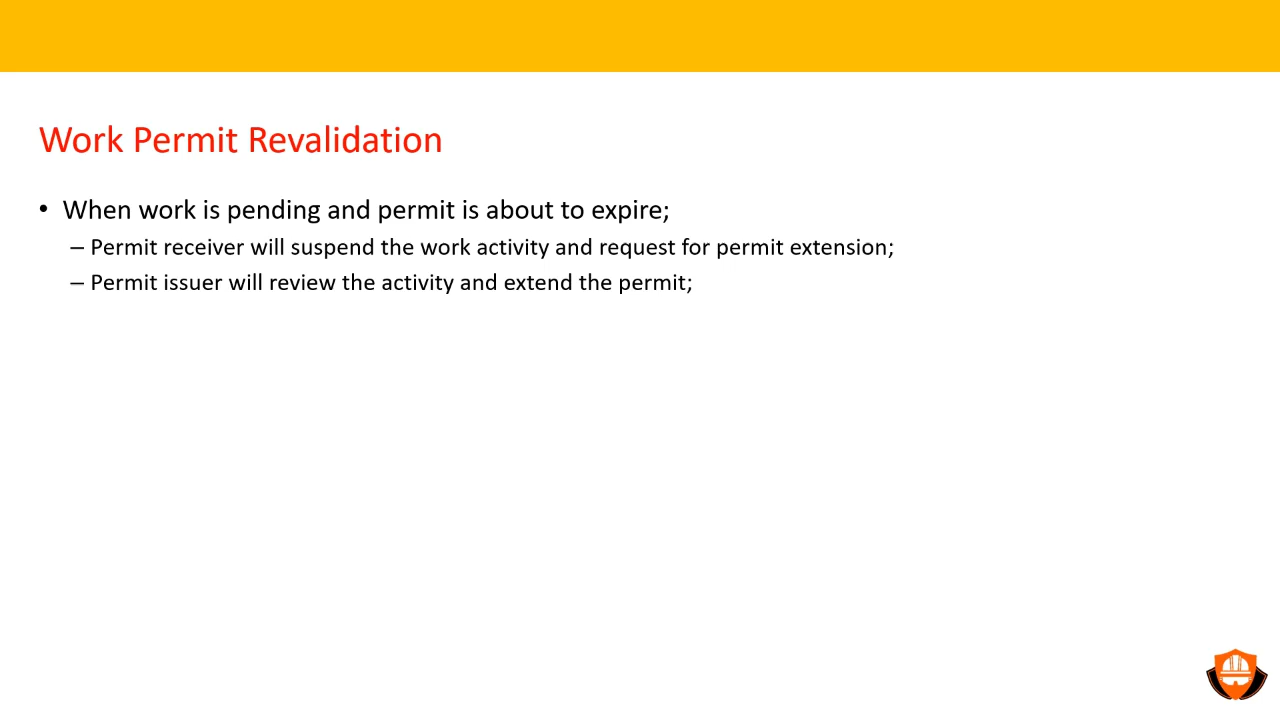 Work Permit Revalidation
• When work is pending and permit is about to expire;
– Permit receiver will suspend the work activity and request for permit extension;
– Permit issuer will review the activity and extend the permit;